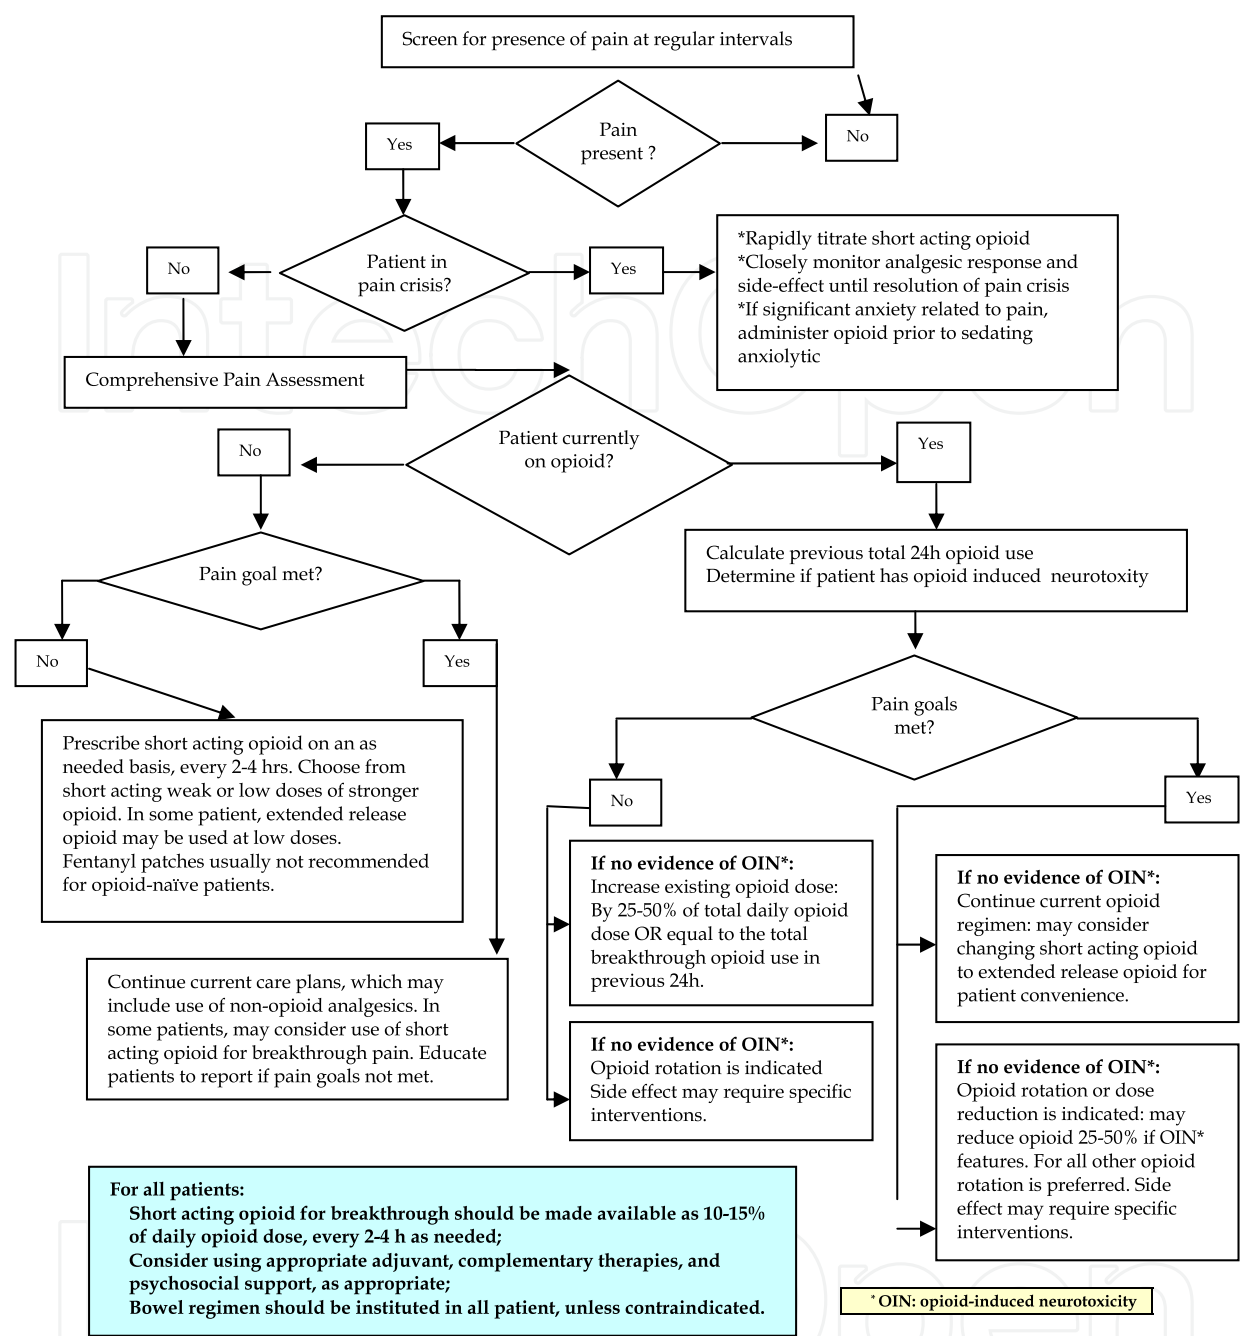 Screen for presence of pain at regular intervals
Pain
present ?
No
Yes
Patient in
pain crisis?
No
Yes
*Rapidly titrate short acting opioid
*Closely monitor analgesic response and
side-effect until resolution of pain crisis
*If significant anxiety related to pain,
administer opioid prior to sedating
anxiolytic
Comprehensive Pain Assessment
Patient currently
on opioid?
No
Yes
Pain goal met?
Calculate previous total 24h opioid use
Determine if patient has opioid induced neurotoxity
No
Yes
Pain goals
met?
Prescribe short acting opioid on an as
needed basis, every 2-4 hrs. Choose from
short acting weak or low doses of stronger
opioid. In some patient, extended release
opioid may be used at low doses.
Fentanyl patches usually not recommended
for opioid-naïve patients.
No
Yes
If no evidence of OIN*:
Increase existing opioid dose:
By 25-50% of total daily opioid
dose OR equal to the total
breakthrough opioid use in
previous 24h.
If no evidence of OIN*:
Continue current opioid
regimen: may consider
changing short acting opioid
to extended release opioid for
patient convenience.
Continue current care plans, which may
include use of non-opioid analgesics. In
some patients, may consider use of short
acting opioid for breakthrough pain. Educate
patients to report if pain goals not met.
If no evidence of OIN*:
Opioid rotation is indicated
Side effect may require specific
interventions.
If no evidence of OIN*:
Opioid rotation or dose
reduction is indicated: may
reduce opioid 25-50% if OIN*
features. For all other opioid
rotation is preferred. Side
effect may require specific
interventions.
For all patients:
Short acting opioid for breakthrough should be made available as 10-15%
of daily opioid dose, every 2-4 h as needed;
Consider using appropriate adjuvant, complementary therapies, and
psychosocial support, as appropriate;
Bowel regimen should be instituted in all patient, unless contraindicated.
* OIN: opioid-induced neurotoxicity
IntechOpen
Open